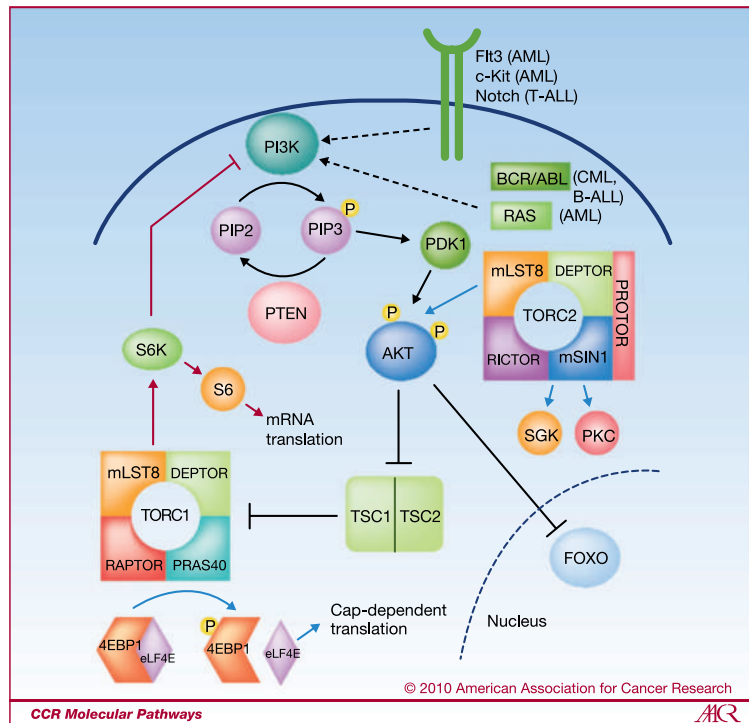 Flt3 (AML)
c-Kit (AML)
Notch (T-ALL)
PI3K
BCR/ABL (CML,
B-ALL)
RAS (AML)
P
PIP2
PIP3
PDK1
mLST8
DEPTOR
PROTOR
TORC2
RICTOR
mSIN1
PTEN
P
P
AKT
S6K
S6
mRNA
translation
SGK
PKC
mLST8
DEPTOR
TORC1
RAPTOR
PRAS40
TSC1
TSC2
FOXO
Nucleus
4EBP1
eLF4E
P
4EBP1
eLF4E
Cap-dependent
translation
© 2010 American Association for Cancer Research
CCR Molecular Pathways
AACR